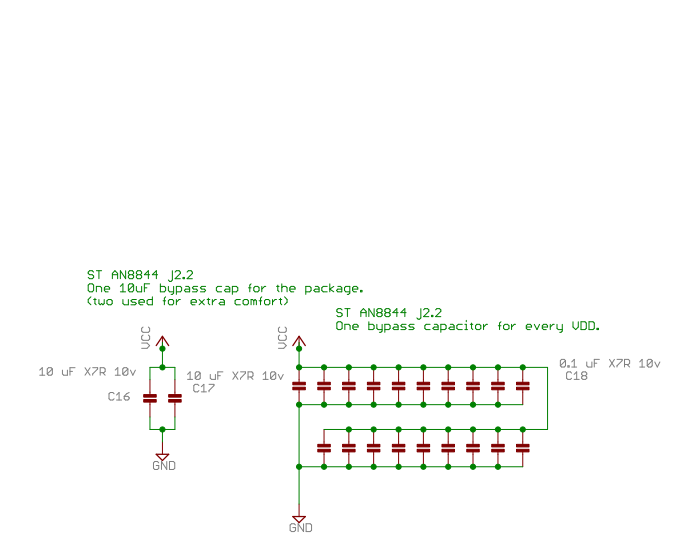 ST AN8844 j2.2
One 10uF bypass cap for the package.
(two used for extra comfort)
ST AN8844 j2.2
One bypass capacitor for every VDD.
VCC
VCC
10 uF X7R 10v
10 uF X7R 10v
0.1 uF X7R 10v
C16
C17
C18
GND
GND